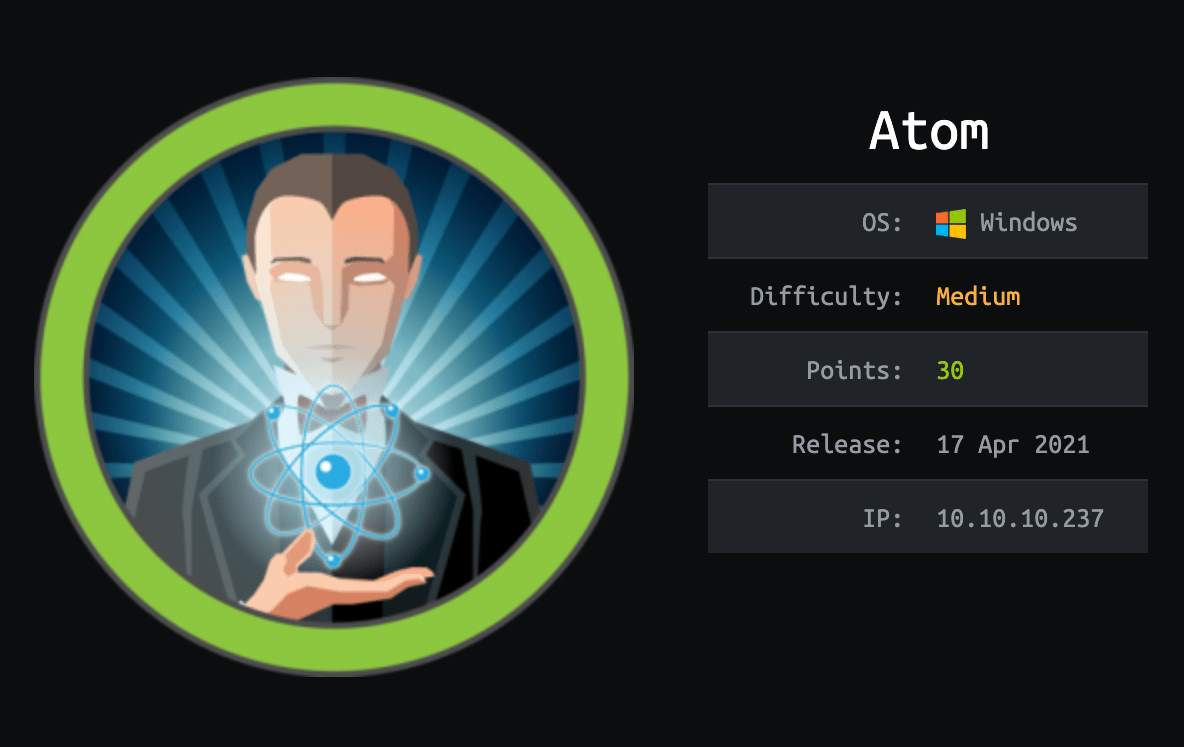 Atom
OS: Windows
Difficulty: Medium
Points: 30
Release: 17 Apr 2021
IP: 10.10.10.237